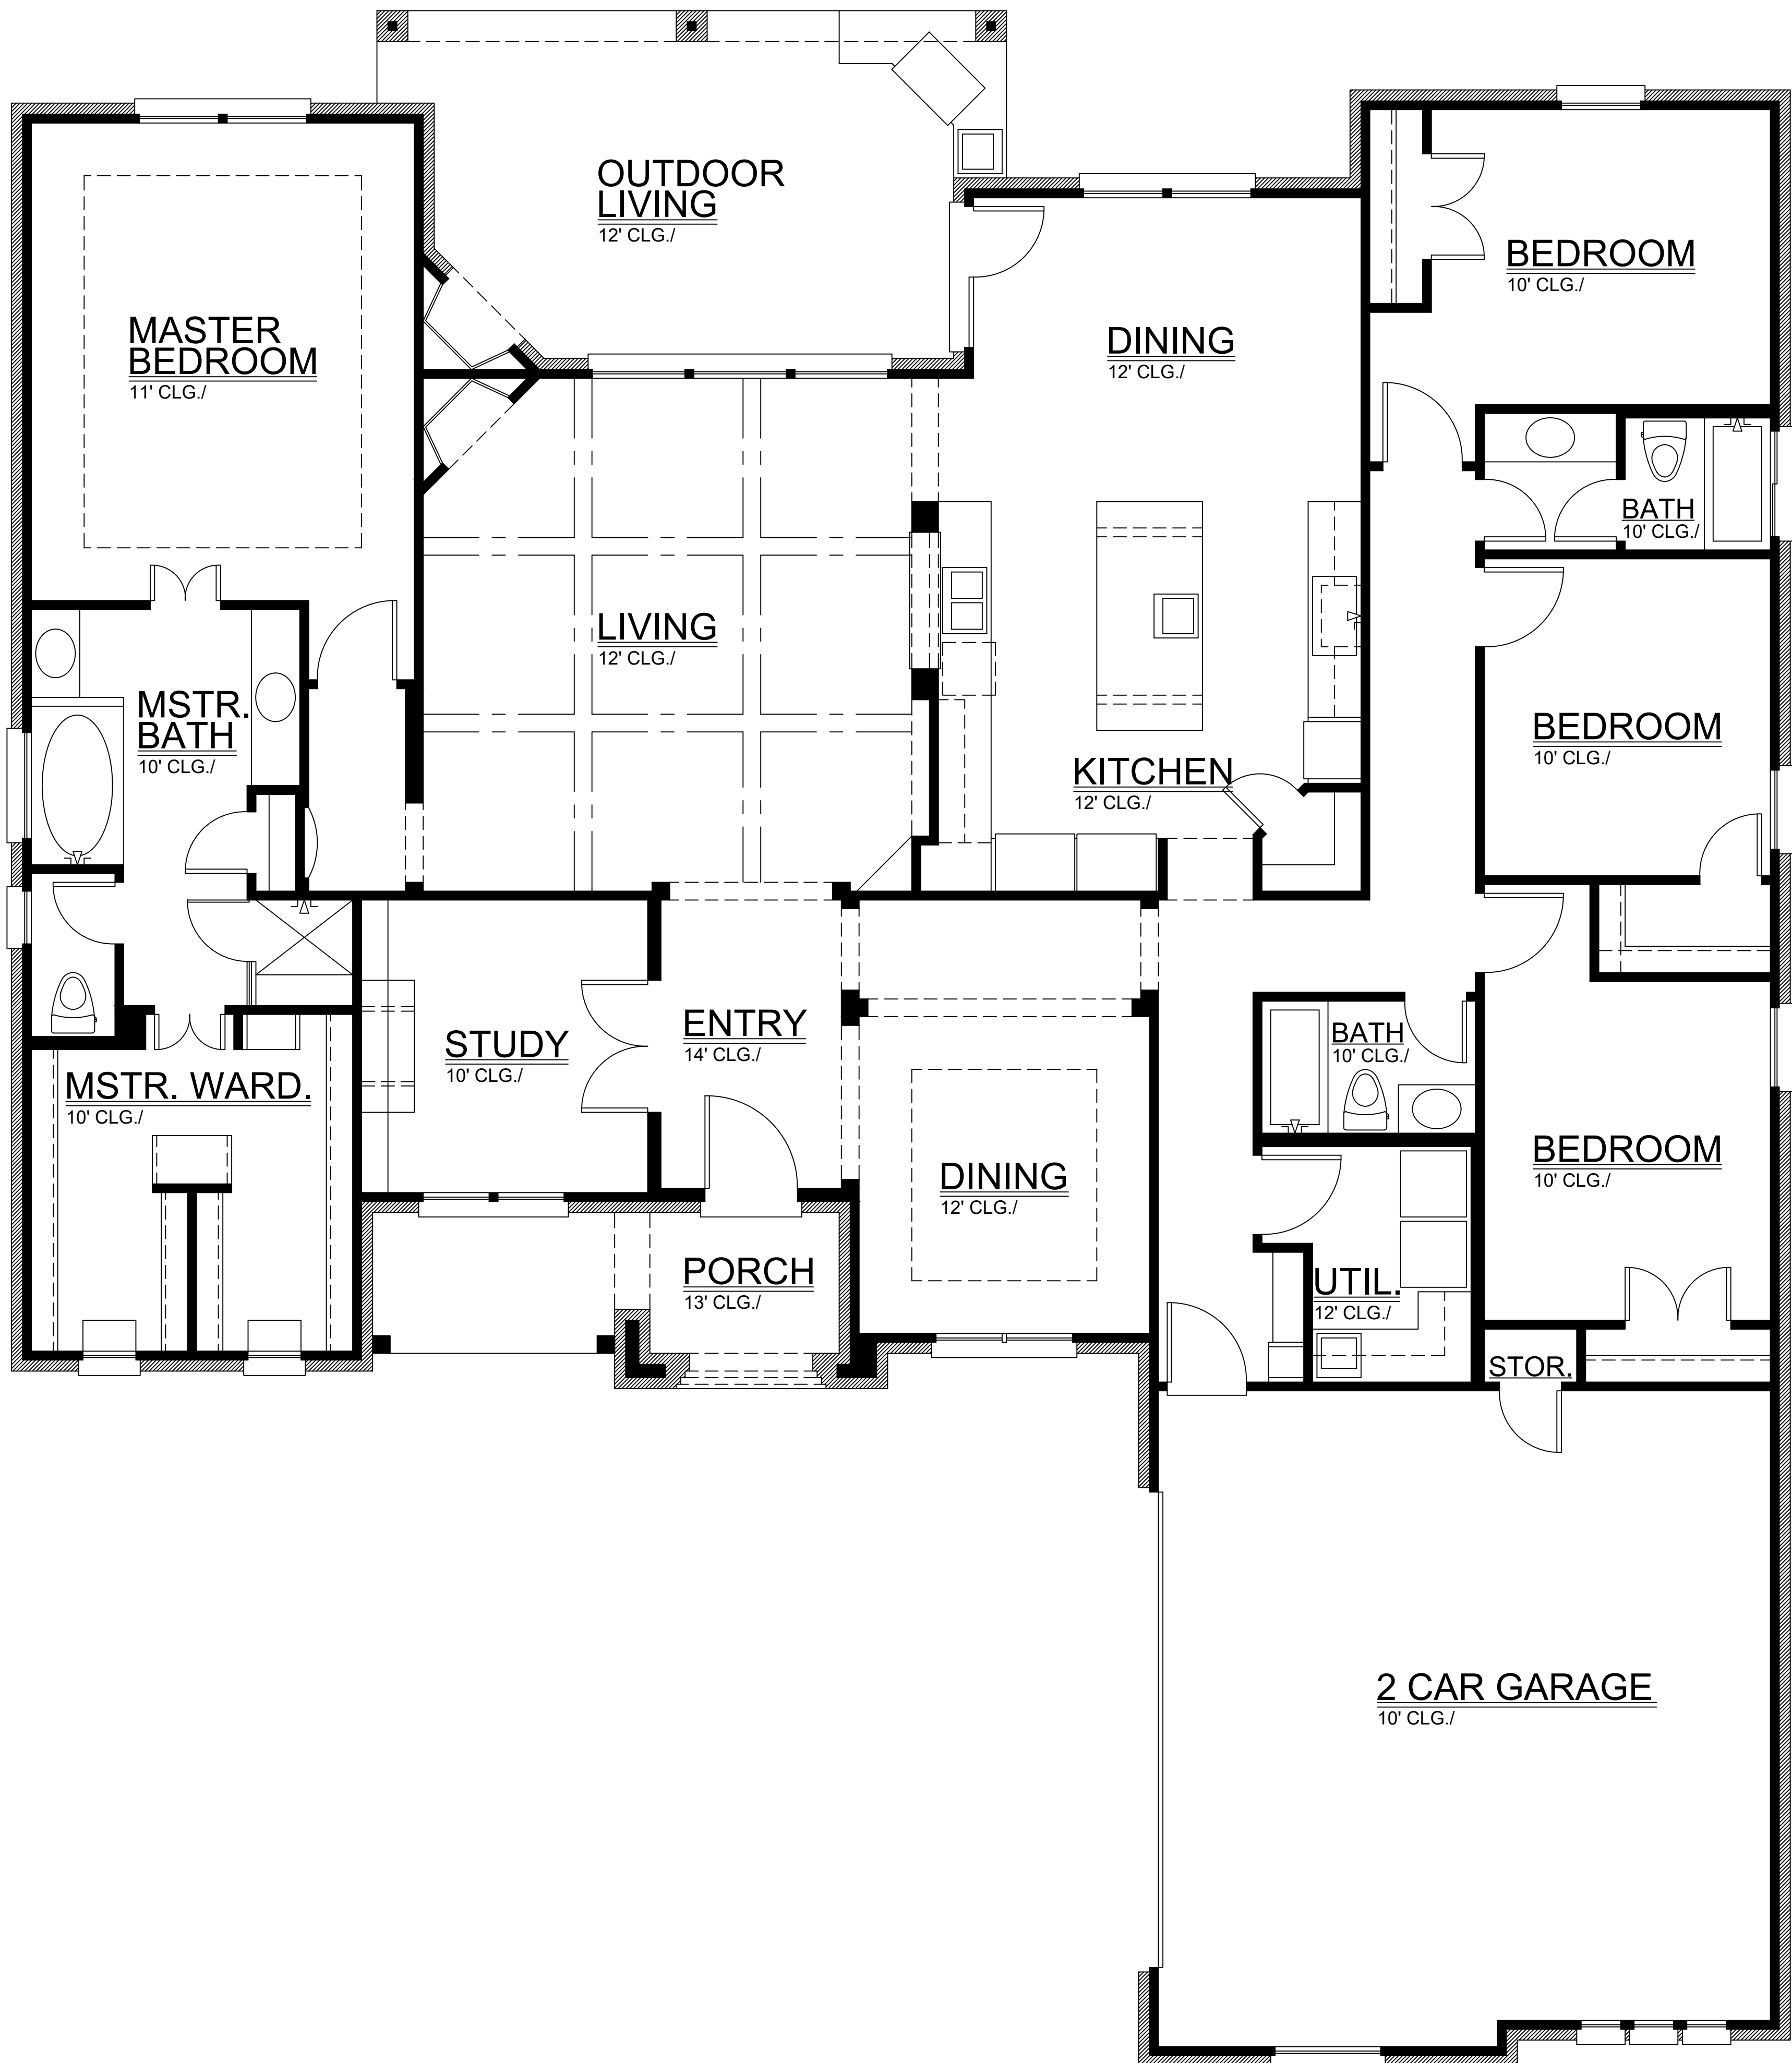 OUTDOOR
LIVING
12' CLG./
BEDROOM
10' CLG./
MASTER
BEDROOM
11' CLG./
DINING
12' CLG./
BATH
10' CLG./
LIVING
12' CLG./
MSTR.
BATH
10' CLG./
BEDROOM
10' CLG./
KITCHEN
12' CLG./
STUDY
10' CLG./
ENTRY
14' CLG./
BATH
10' CLG./
MSTR. WARD.
10' CLG./
DINING
12' CLG./
BEDROOM
10' CLG./
PORCH
13' CLG./
UTIL.
12' CLG./
STOR.
2 CAR GARAGE
10' CLG./